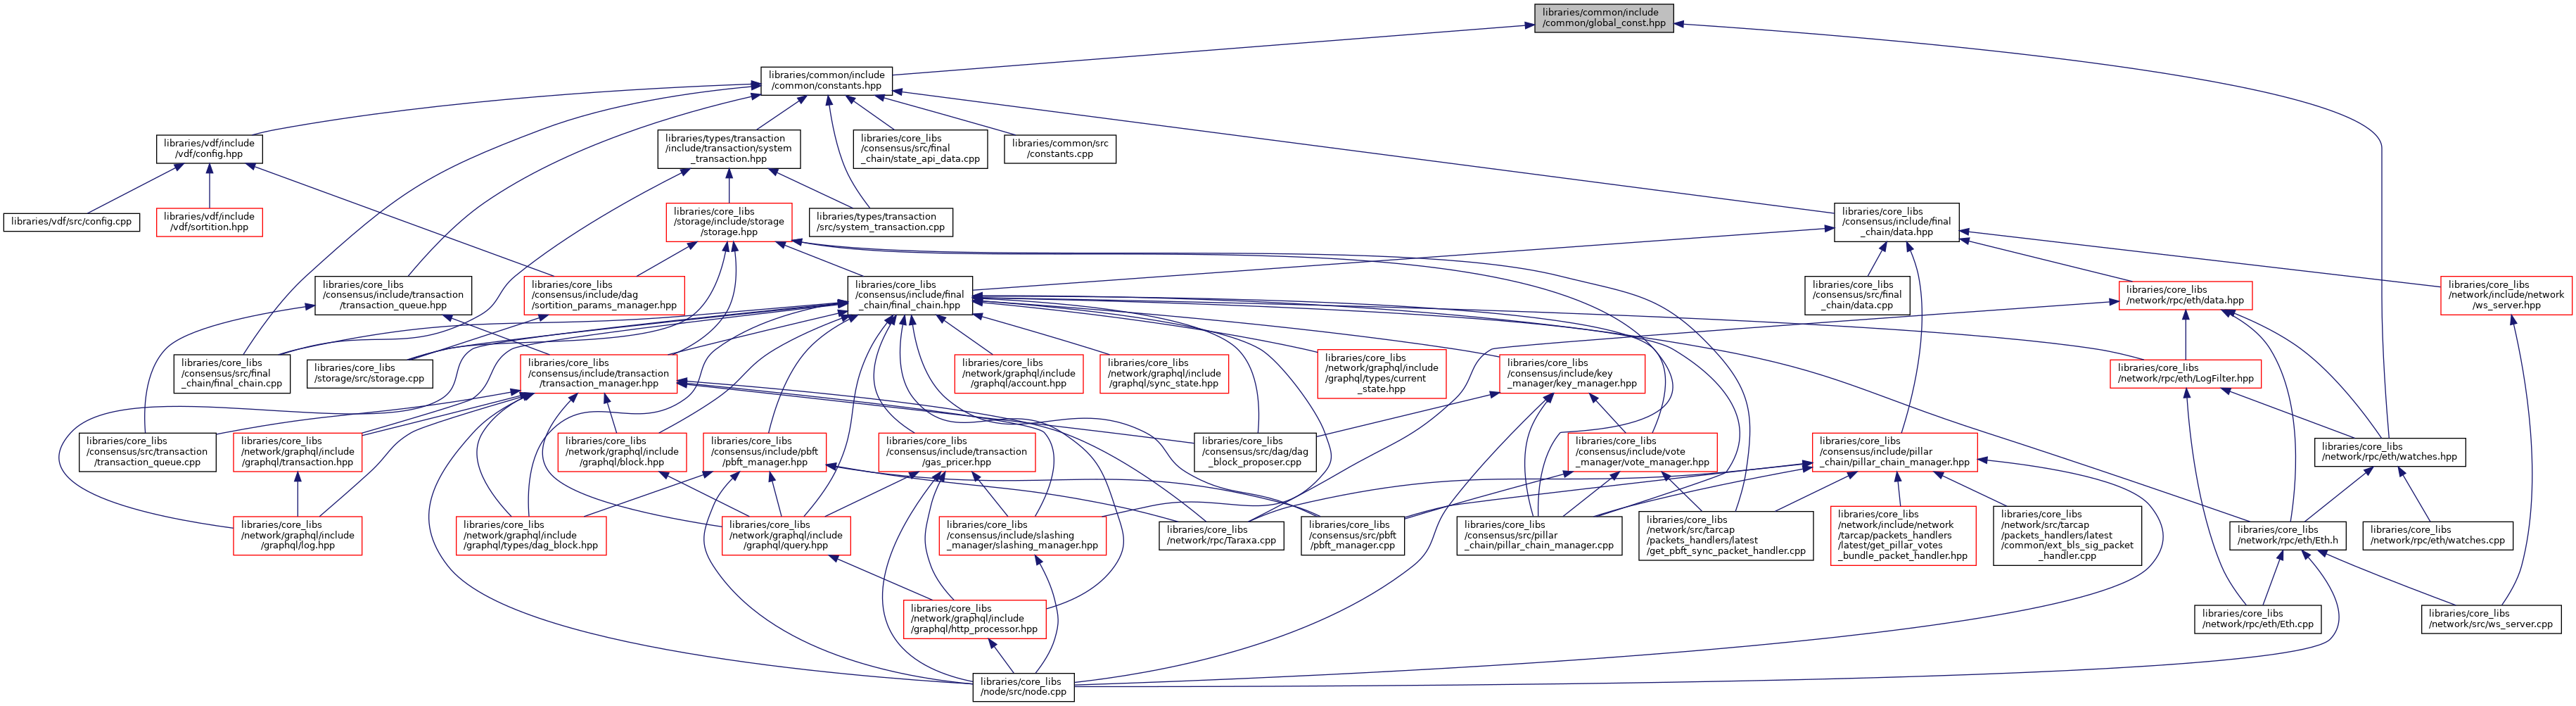 libraries/common/include
/common/global_const.hpp
libraries/common/include
/common/constants.hpp
libraries/vdf/include
/vdf/config.hpp
libraries/types/transaction
/include/transaction/system
_transaction.hpp
libraries/core_libs
/consensus/src/final
_chain/state_api_data.cpp
libraries/common/src
/constants.cpp
libraries/vdf/src/config.cpp
libraries/vdf/include
/vdf/sortition.hpp
libraries/core_libs
/storage/include/storage
/storage.hpp
libraries/types/transaction
/src/system_transaction.cpp
libraries/core_libs
/consensus/include/final
_chain/data.hpp
libraries/core_libs
/consensus/include/transaction
/transaction_queue.hpp
libraries/core_libs
/consensus/include/dag
/sortition_params_manager.hpp
libraries/core_libs
/consensus/include/final
_chain/final_chain.hpp
libraries/core_libs
/consensus/src/final
_chain/data.cpp
libraries/core_libs
/network/rpc/eth/data.hpp
libraries/core_libs
/network/include/network
/ws_server.hpp
libraries/core_libs
/consensus/src/final
_chain/final_chain.cpp
libraries/core_libs
/storage/src/storage.cpp
libraries/core_libs
/consensus/include/transaction
/transaction_manager.hpp
libraries/core_libs
/network/graphql/include
/graphql/account.hpp
libraries/core_libs
/network/graphql/include
/graphql/sync_state.hpp
libraries/core_libs
/network/graphql/include
/graphql/types/current
_state.hpp
libraries/core_libs
/consensus/include/key
_manager/key_manager.hpp
libraries/core_libs
/network/rpc/eth/LogFilter.hpp
libraries/core_libs
/consensus/src/transaction
/transaction_queue.cpp
libraries/core_libs
/network/graphql/include
/graphql/transaction.hpp
libraries/core_libs
/network/graphql/include
/graphql/block.hpp
libraries/core_libs
/consensus/include/pbft
/pbft_manager.hpp
libraries/core_libs
/consensus/include/transaction
/gas_pricer.hpp
libraries/core_libs
/consensus/src/dag/dag
_block_proposer.cpp
libraries/core_libs
/consensus/include/vote
_manager/vote_manager.hpp
libraries/core_libs
/consensus/include/pillar
_chain/pillar_chain_manager.hpp
libraries/core_libs
/network/rpc/eth/watches.hpp
libraries/core_libs
/network/graphql/include
/graphql/log.hpp
libraries/core_libs
/network/graphql/include
/graphql/types/dag_block.hpp
libraries/core_libs
/network/graphql/include
/graphql/query.hpp
libraries/core_libs
/consensus/include/slashing
_manager/slashing_manager.hpp
libraries/core_libs
/network/rpc/Taraxa.cpp
libraries/core_libs
/consensus/src/pbft
/pbft_manager.cpp
libraries/core_libs
/consensus/src/pillar
_chain/pillar_chain_manager.cpp
libraries/core_libs
/network/src/tarcap
/packets_handlers/latest
/get_pbft_sync_packet_handler.cpp
libraries/core_libs
/network/include/network
/tarcap/packets_handlers
/latest/get_pillar_votes
_bundle_packet_handler.hpp
libraries/core_libs
/network/src/tarcap
/packets_handlers/latest
/common/ext_bls_sig_packet
_handler.cpp
libraries/core_libs
/network/rpc/eth/Eth.h
libraries/core_libs
/network/rpc/eth/watches.cpp
libraries/core_libs
/network/graphql/include
/graphql/http_processor.hpp
libraries/core_libs
/network/rpc/eth/Eth.cpp
libraries/core_libs
/network/src/ws_server.cpp
libraries/core_libs
/node/src/node.cpp